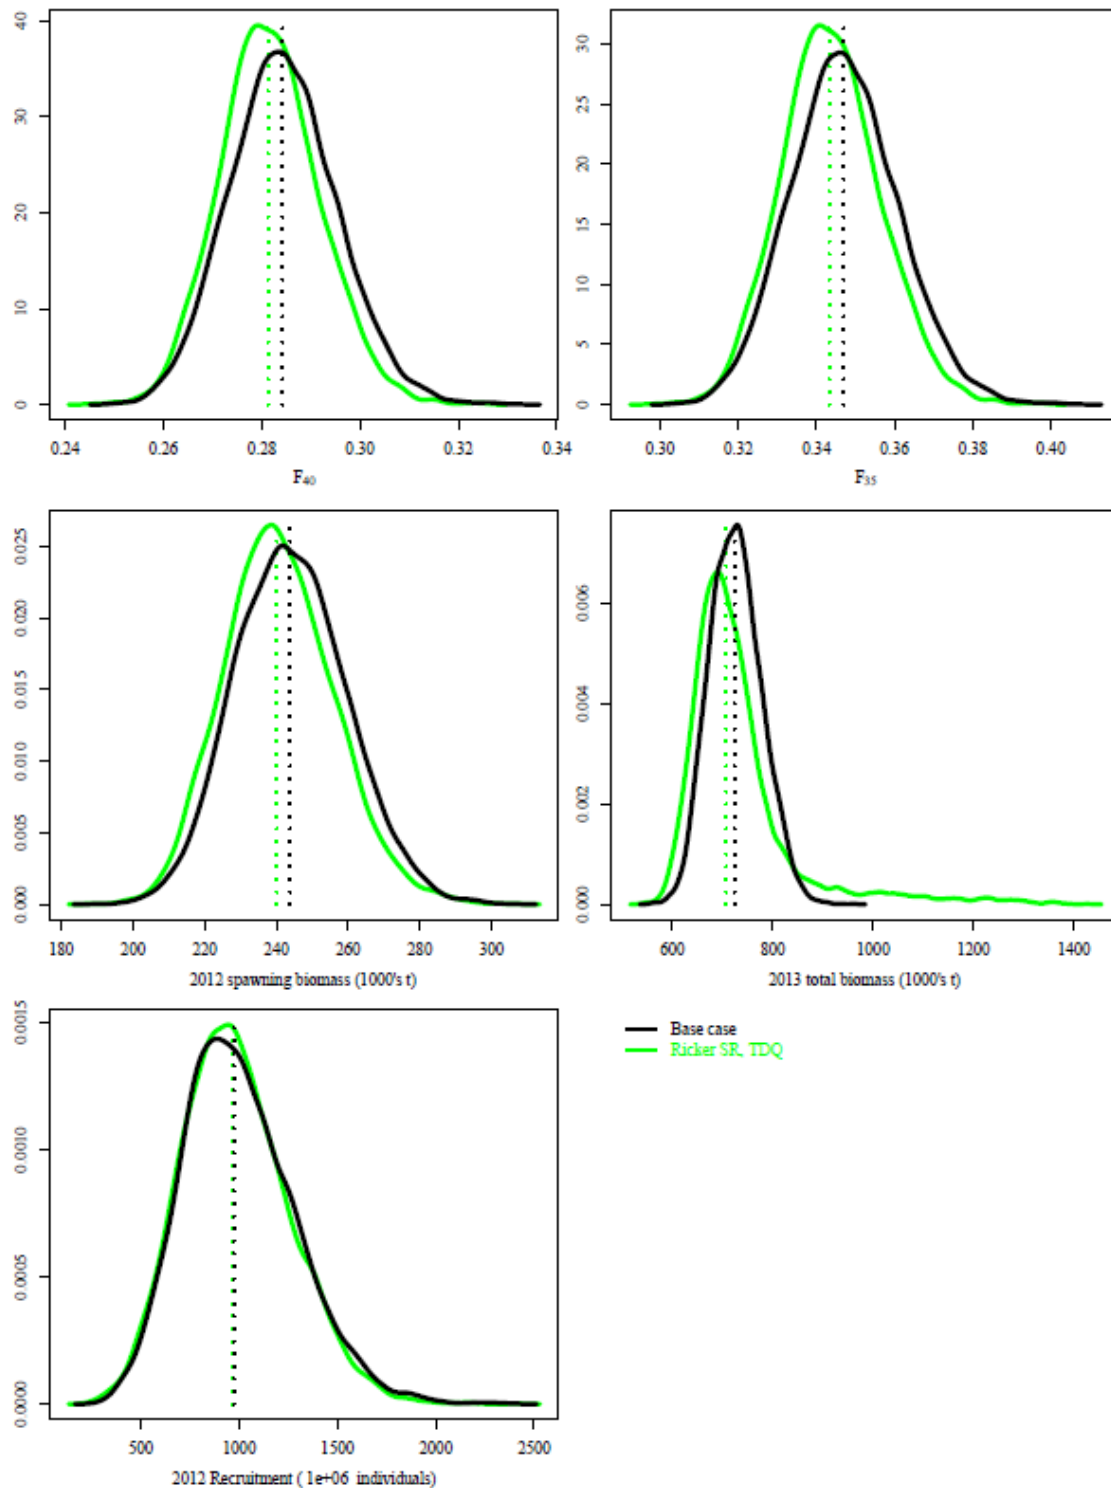 40
30
20
10
0
0.24 0.26 0.28 0.30 0.32 0.34
F₄₀
30
25
20
15
10
5
0
0.30 0.32 0.34 0.36 0.38 0.40
F₃₅
0.025
0.020
0.015
0.010
0.005
0.000
180 200 220 240 260 280 300
2012 spawning biomass (1000's t)
0.006
0.004
0.002
0.000
600 800 1000 1200 1400
2013 total biomass (1000's t)
0.0015
0.0010
0.0005
0.0000
500 1000 1500 2000 2500
2012 Recruitment ( 1e+06 individuals)
Base case
Ricker SR, TDQ